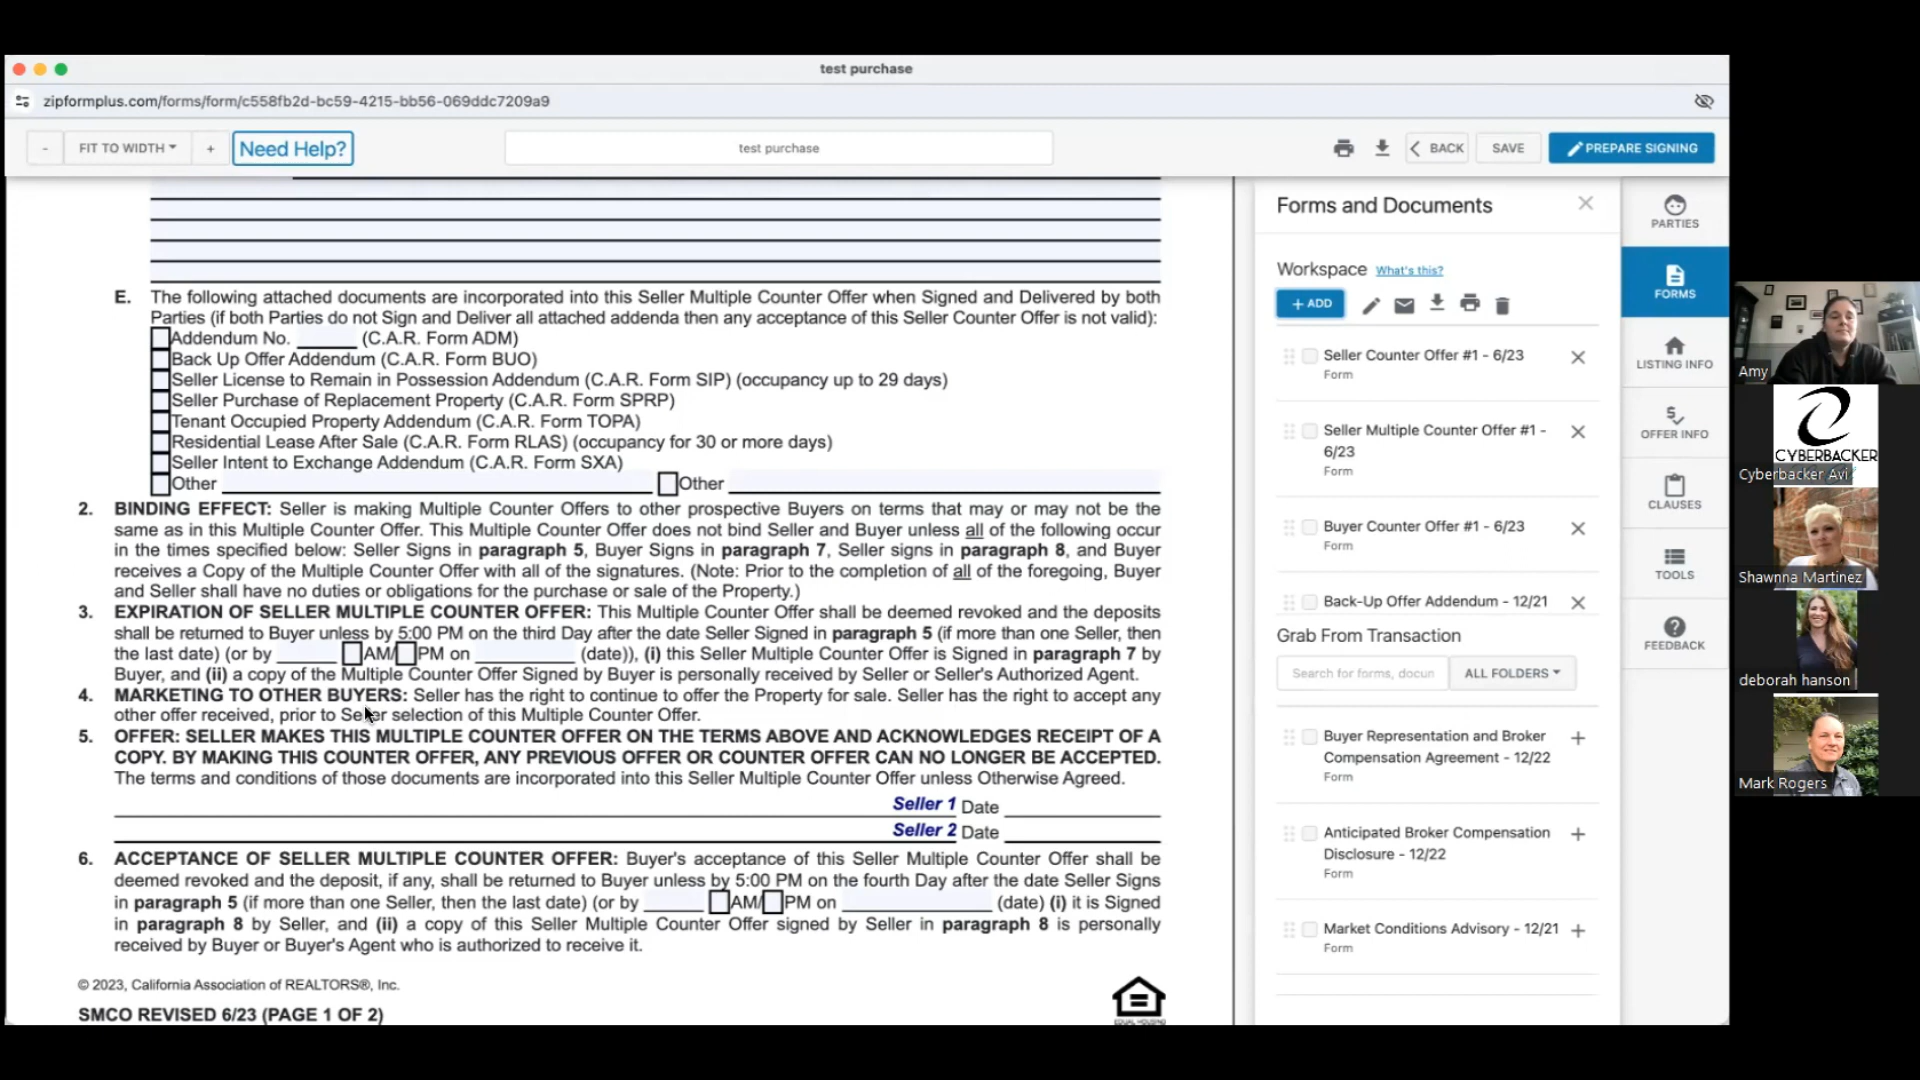 test purchase
zipformplus.com/forms/form/c558fb2d-bc59-4215-bb56-069ddc7209a9
- FIT TO WIDTH + Need Help? test purchase BACK SAVE PREPARE SIGNING
E. The following attached documents are incorporated into this Seller Multiple Counter Offer when Signed and Delivered by both
Parties (if both Parties do not Sign and Deliver all attached addenda then any acceptance of this Seller Counter Offer is not valid):
Addendum No. ______ (C.A.R. Form ADM)
Back Up Offer Addendum (C.A.R. Form BUO)
Seller License to Remain in Possession Addendum (C.A.R. Form SIP) (occupancy up to 29 days)
Seller Purchase of Replacement Property (C.A.R. Form SPRP)
Tenant Occupied Property Addendum (C.A.R. Form TOPA)
Residential Lease After Sale (C.A.R. Form RLAS) (occupancy for 30 or more days)
Seller Intent to Exchange Addendum (C.A.R. Form SXA)
Other Other
2. BINDING EFFECT: Seller is making Multiple Counter Offers to other prospective Buyers on terms that may or may not be the
same as in this Multiple Counter Offer. This Multiple Counter Offer does not bind Seller and Buyer unless all of the following occur
in the times specified below: Seller Signs in paragraph 5, Buyer Signs in paragraph 7, Seller signs in paragraph 8, and Buyer
receives a Copy of the Multiple Counter Offer with all of the signatures. (Note: Prior to the completion of all of the foregoing, Buyer
and Seller shall have no duties or obligations for the purchase or sale of the Property.)
3. EXPIRATION OF SELLER MULTIPLE COUNTER OFFER: This Multiple Counter Offer shall be deemed revoked and the deposits
shall be returned to Buyer unless by 5:00 PM on the third Day after the date Seller Signed in paragraph 5 (if more than one Seller, then
the last date) (or by ______ AM/ PM on ______ (date)), (i) this Seller Multiple Counter Offer is Signed in paragraph 7 by
Buyer, and (ii) a copy of the Multiple Counter Offer Signed by Buyer is personally received by Seller or Seller's Authorized Agent.
4. MARKETING TO OTHER BUYERS: Seller has the right to continue to offer the Property for sale. Seller has the right to accept any
other offer received, prior to Seller selection of this Multiple Counter Offer.
5. OFFER: SELLER MAKES THIS MULTIPLE COUNTER OFFER ON THE TERMS ABOVE AND ACKNOWLEDGES RECEIPT OF A
COPY. BY MAKING THIS COUNTER OFFER, ANY PREVIOUS OFFER OR COUNTER OFFER CAN NO LONGER BE ACCEPTED.
The terms and conditions of those documents are incorporated into this Seller Multiple Counter Offer unless Otherwise Agreed.
Seller 1 Date
Seller 2 Date
6. ACCEPTANCE OF SELLER MULTIPLE COUNTER OFFER: Buyer's acceptance of this Seller Multiple Counter Offer shall be
deemed revoked and the deposit, if any, shall be returned to Buyer unless by 5:00 PM on the fourth Day after the date Seller Signs
in paragraph 5 (if more than one Seller, then the last date) (or by ______ AM/ PM on ______ (date) (i) it is Signed
in paragraph 8 by Seller, and (ii) a copy of this Seller Multiple Counter Offer signed by Seller in paragraph 8 is personally
received by Buyer or Buyer's Agent who is authorized to receive it.
© 2023, California Association of REALTORS®, Inc.
SMCO REVISED 6/23 (PAGE 1 OF 2)
EQUAL HOUSING
Forms and Documents
Workspace What's this?
+ ADD
Seller Counter Offer #1 - 6/23
Form
Seller Multiple Counter Offer #1 -
6/23
Form
Buyer Counter Offer #1 - 6/23
Form
Back-Up Offer Addendum - 12/21
Grab From Transaction
Search for forms, docun ALL FOLDERS
Buyer Representation and Broker
Compensation Agreement - 12/22
Form
Anticipated Broker Compensation
Disclosure - 12/22
Form
Market Conditions Advisory - 12/21
Form
PARTIES
FORMS
LISTING INFO
OFFER INFO
CLAUSES
TOOLS
FEEDBACK
Amy
CYBERBACKER
Cyberbacker Avi
Shawnna Martinez
deborah hanson
Mark Rogers